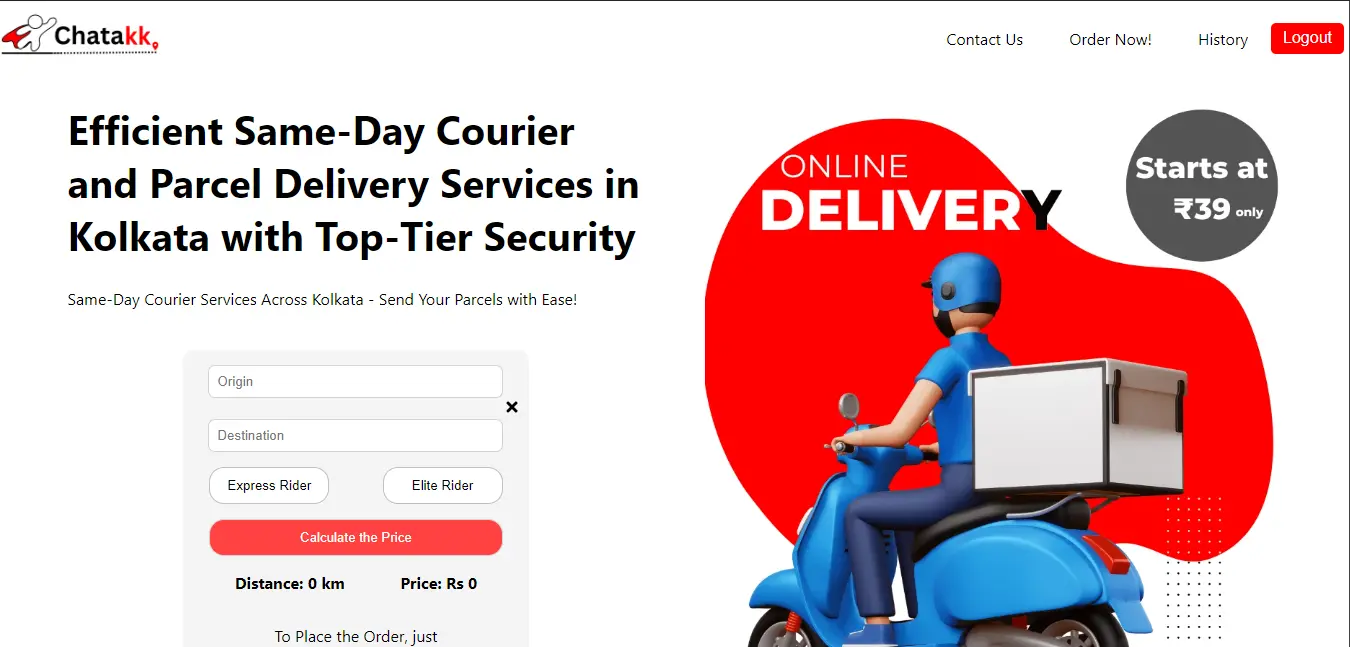 Chatakk
Contact Us
Order Now!
History
Logout
Efficient Same-Day Courier
and Parcel Delivery Services in
Kolkata with Top-Tier Security
Same-Day Courier Services Across Kolkata - Send Your Parcels with Ease!
Origin
Destination
Express Rider
Elite Rider
Calculate the Price
Distance: 0 km
Price: Rs 0
To Place the Order, just
ONLINE
DELIVERY
Starts at
₹39 only